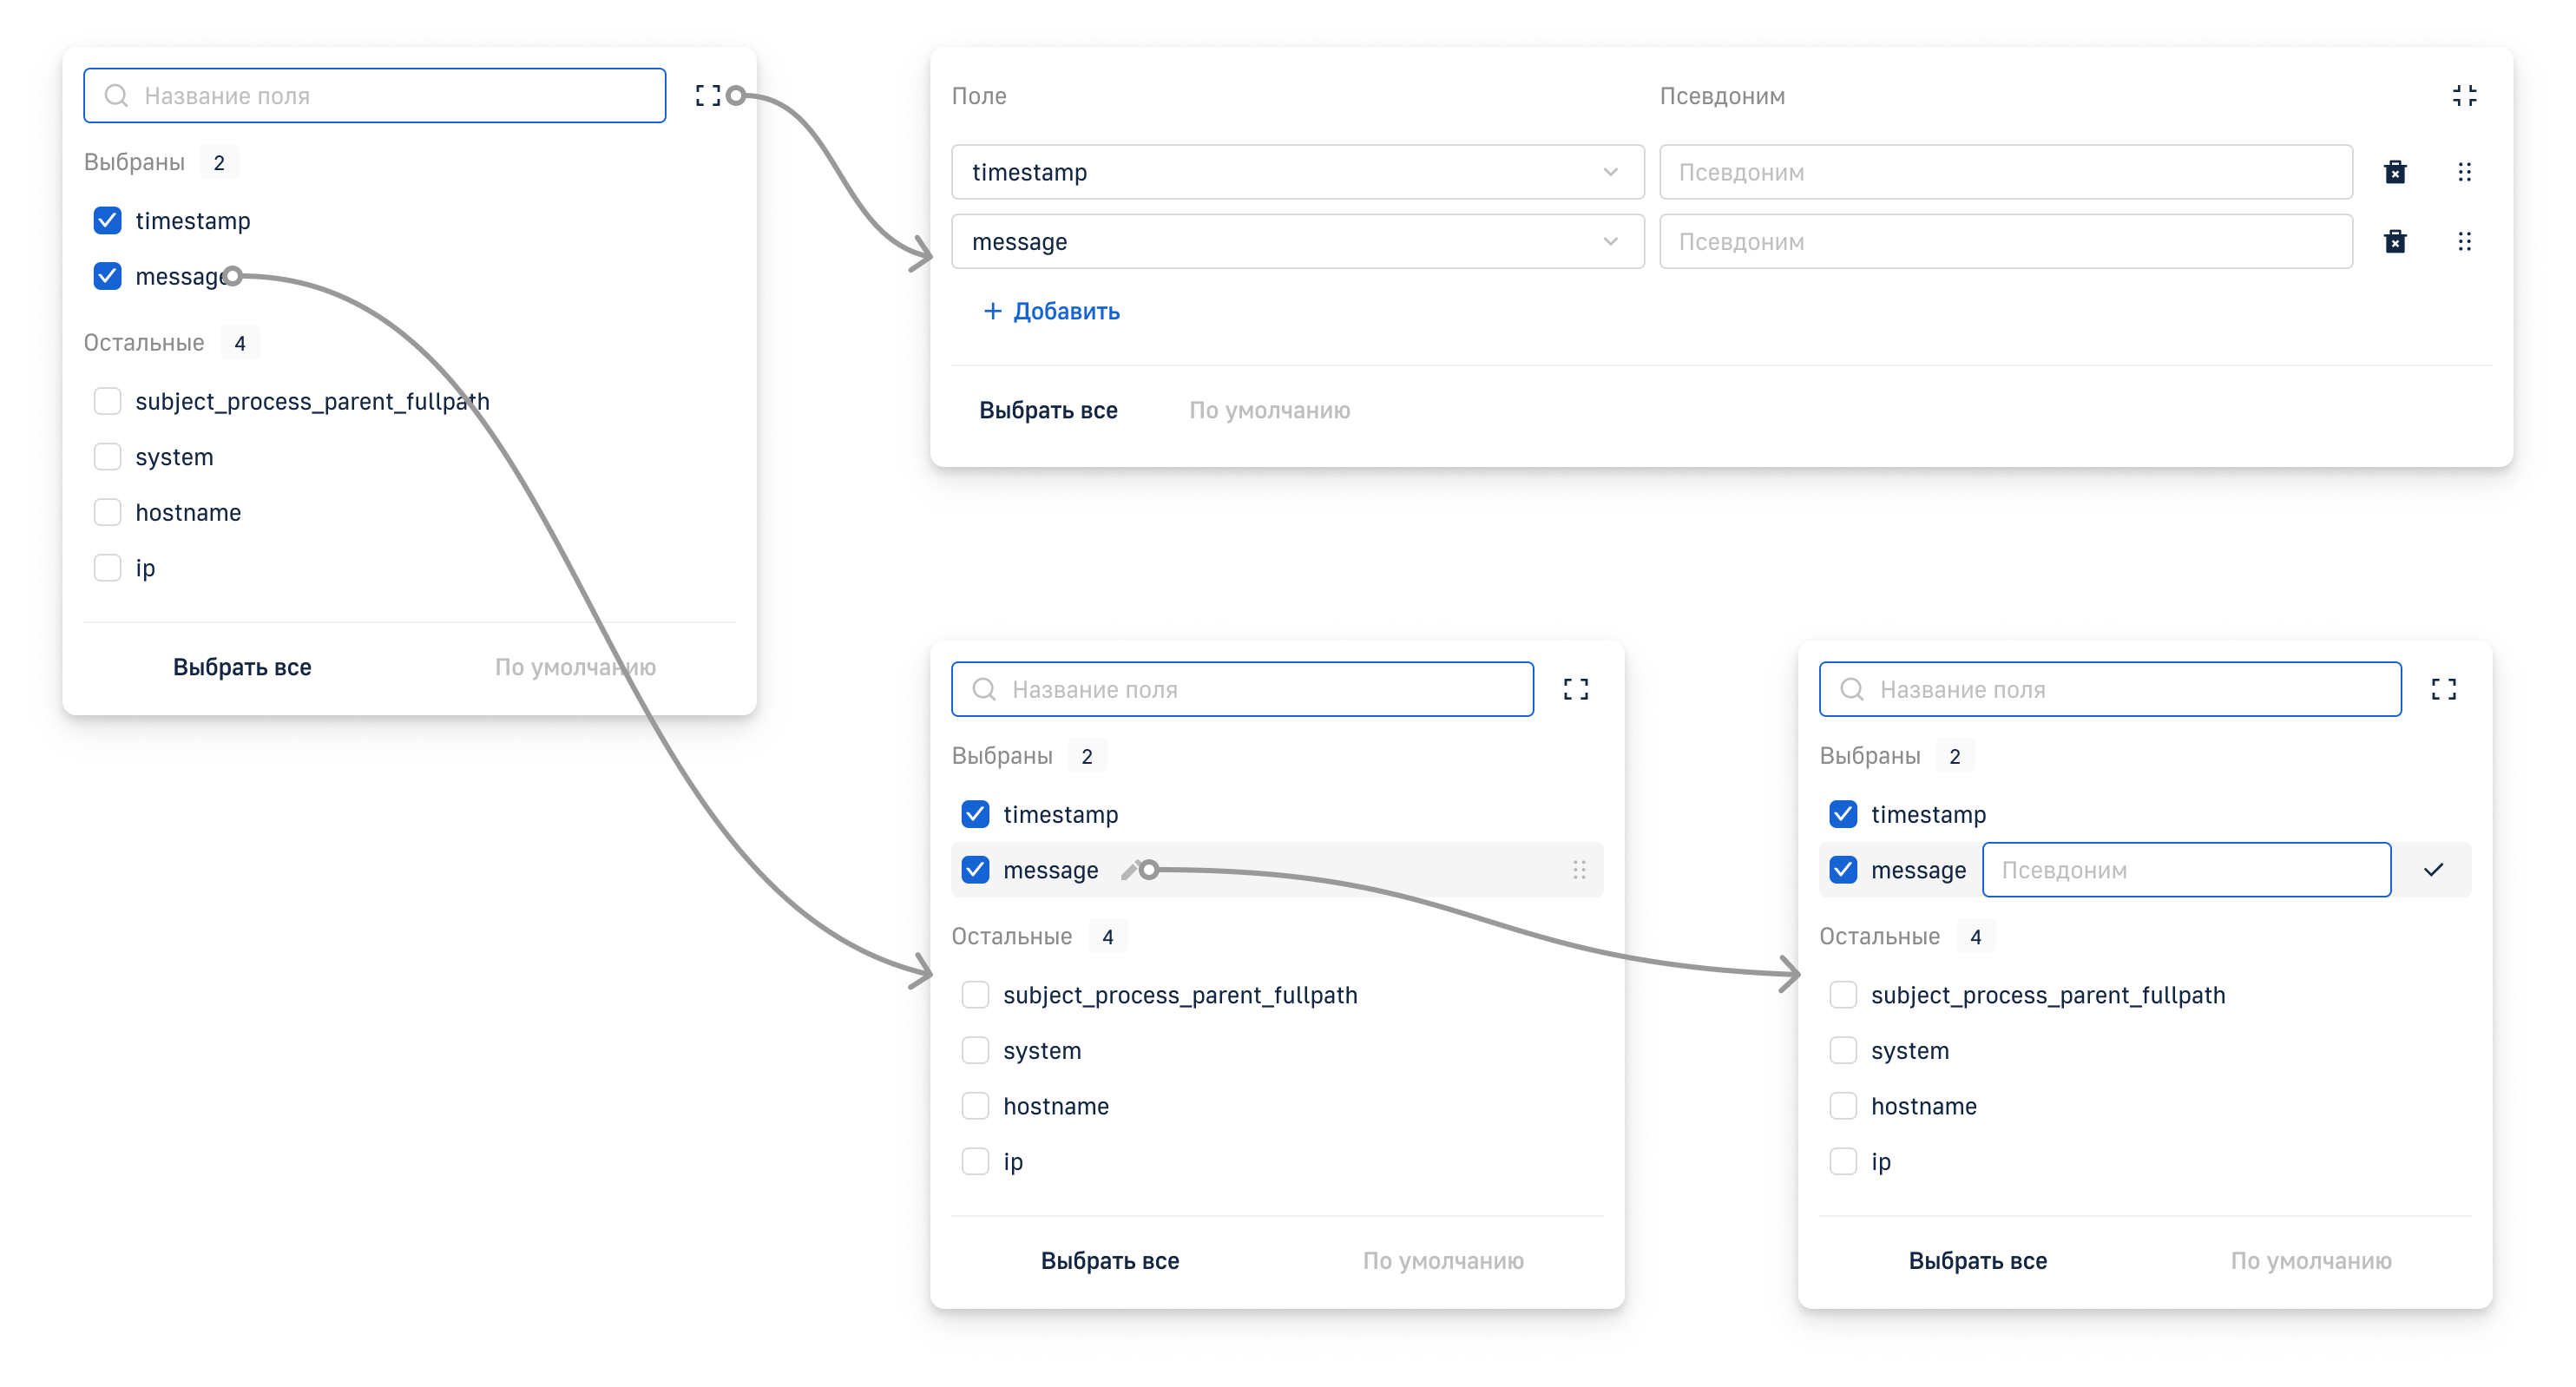 Название поля
Выбраны 2
timestamp
message
Остальные 4
subject_process_parent_fullpath
system
hostname
ip
Выбрать все По умолчанию
Поле Псевдоним
timestamp Псевдоним
message Псевдоним
+ Добавить
Выбрать все По умолчанию
Название поля
Выбраны 2
timestamp
message
Остальные 4
subject_process_parent_fullpath
system
hostname
ip
Выбрать все По умолчанию
Название поля
Выбраны 2
timestamp
message Псевдоним
Остальные 4
subject_process_parent_fullpath
system
hostname
ip
Выбрать все По умолчанию